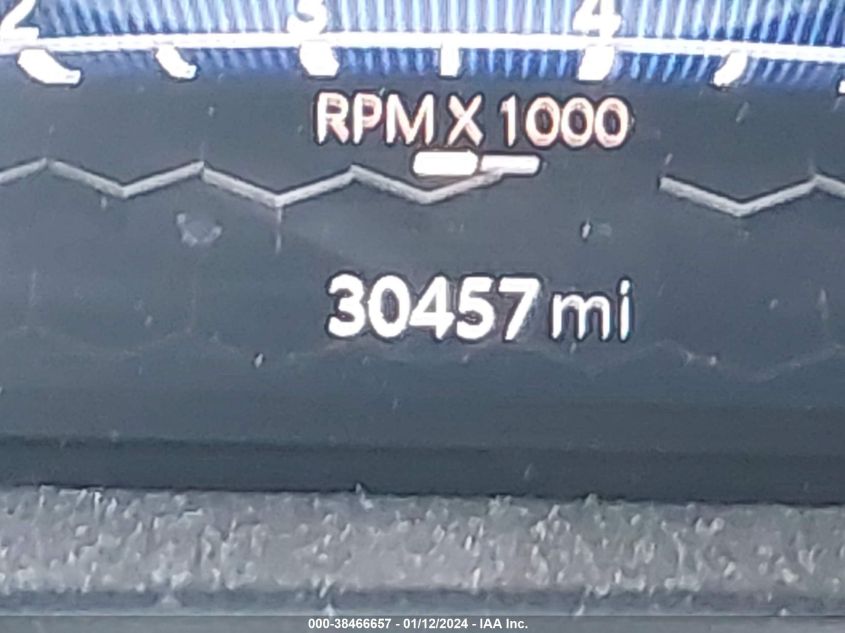 2 3 4
RPM X 1000
30457 mi
000-38466657 - 01/12/2024 - IAA Inc.